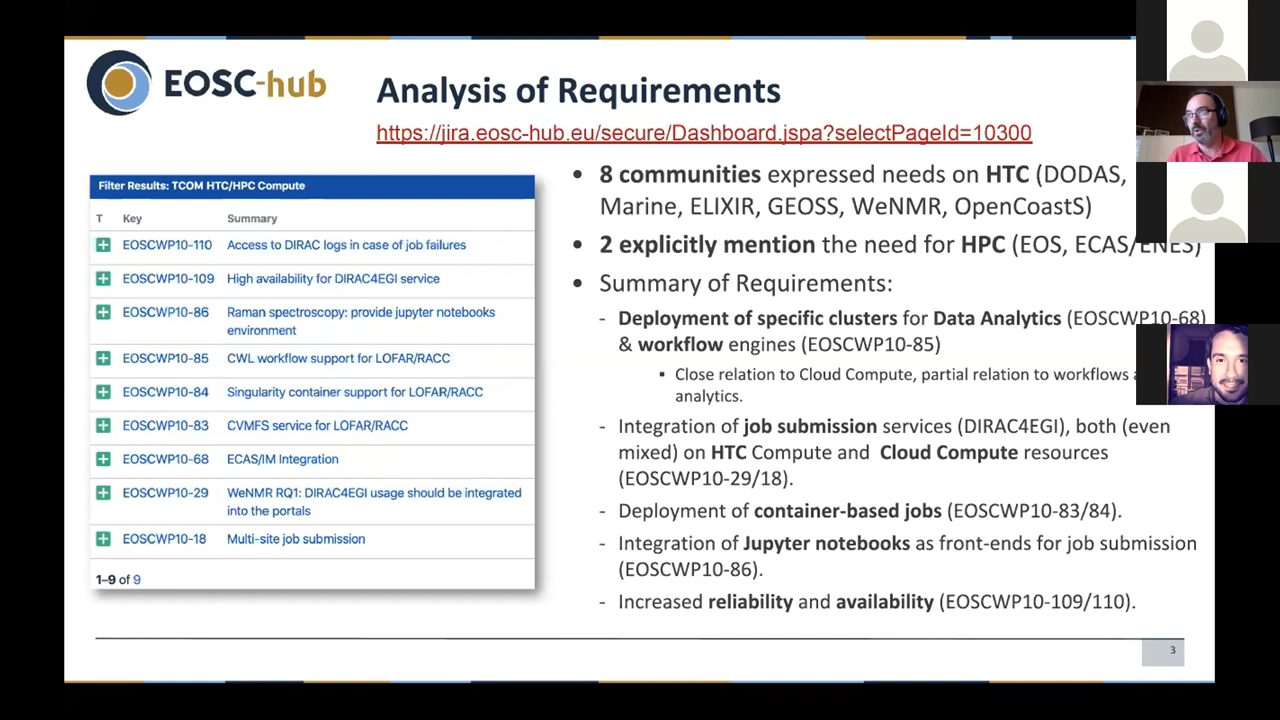 EOSC-hub
Analysis of Requirements
https://jira.eosc-hub.eu/secure/Dashboard.jspa?selectPageId=10300
Filter Results: TCOM HTC/HPC Compute
T Key Summary
EOSCWP10-110 Access to DIRAC logs in case of job failures
EOSCWP10-109 High availability for DIRAC4EGI service
EOSCWP10-86 Raman spectroscopy: provide jupyter notebooks
environment
EOSCWP10-85 CWL workflow support for LOFAR/RACC
EOSCWP10-84 Singularity container support for LOFAR/RACC
EOSCWP10-83 CVMFS service for LOFAR/RACC
EOSCWP10-68 ECAS/IM Integration
EOSCWP10-29 WeNMR RQ1: DIRAC4EGI usage should be integrated
into the portals
EOSCWP10-18 Multi-site job submission
1–9 of 9
• 8 communities expressed needs on HTC (DODAS,
Marine, ELIXIR, GEOSS, WeNMR, OpenCoastS)
• 2 explicitly mention the need for HPC (EOS, ECAS/ENES)
• Summary of Requirements:
- Deployment of specific clusters for Data Analytics (EOSCWP10-68)
& workflow engines (EOSCWP10-85)
▪ Close relation to Cloud Compute, partial relation to workflows
analytics.
- Integration of job submission services (DIRAC4EGI), both (even
mixed) on HTC Compute and Cloud Compute resources
(EOSCWP10-29/18).
- Deployment of container-based jobs (EOSCWP10-83/84).
- Integration of Jupyter notebooks as front-ends for job submission
(EOSCWP10-86).
- Increased reliability and availability (EOSCWP10-109/110).
3